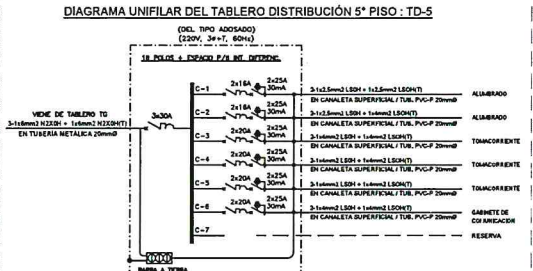 DIAGRAMA UNIFILAR DEL TABLERO DISTRIBUCIÓN 5° PISO : TD-5
(DEL TIPO ADOSADO)
(220V, 3ø+T, 60Hz)
18 POLOS + ESPACIO P/8 INT. DIFERENC.
VIENE DE TABLERO TG
3-1x6mm2 N2XOH + 1x6mm2 N2XOH(T)
EN TUBERÍA METÁLICA 20mmØ
3x30A
C-1 2x16A 2x25A 30mA 3-1x2.5mm2 LSOH + 1x2.5mm2 LSOH(T) ALUMBRADO
EN CANALETA SUPERFICIAL / TUB. PVC-P 20mmØ
C-2 2x16A 2x25A 30mA 3-1x2.5mm2 LSOH + 1x4mm2 LSOH(T) ALUMBRADO
EN CANALETA SUPERFICIAL / TUB. PVC-P 20mmØ
C-3 2x20A 2x25A 30mA 3-1x4mm2 LSOH + 1x4mm2 LSOH(T) TOMACORRIENTE
EN CANALETA SUPERFICIAL / TUB. PVC-P 20mmØ
C-4 2x20A 2x25A 30mA 3-1x4mm2 LSOH + 1x4mm2 LSOH(T) TOMACORRIENTE
EN CANALETA SUPERFICIAL / TUB. PVC-P 20mmØ
C-5 2x20A 2x25A 30mA 3-1x4mm2 LSOH + 1x4mm2 LSOH(T) TOMACORRIENTE
EN CANALETA SUPERFICIAL / TUB. PVC-P 20mmØ
C-6 2x20A 2x25A 30mA 3-1x4mm2 LSOH + 1x4mm2 LSOH(T) GABINETE DE
EN CANALETA SUPERFICIAL / TUB. PVC-P 20mmØ COMUNICACION
C-7 RESERVA
BARRA A TIERRA